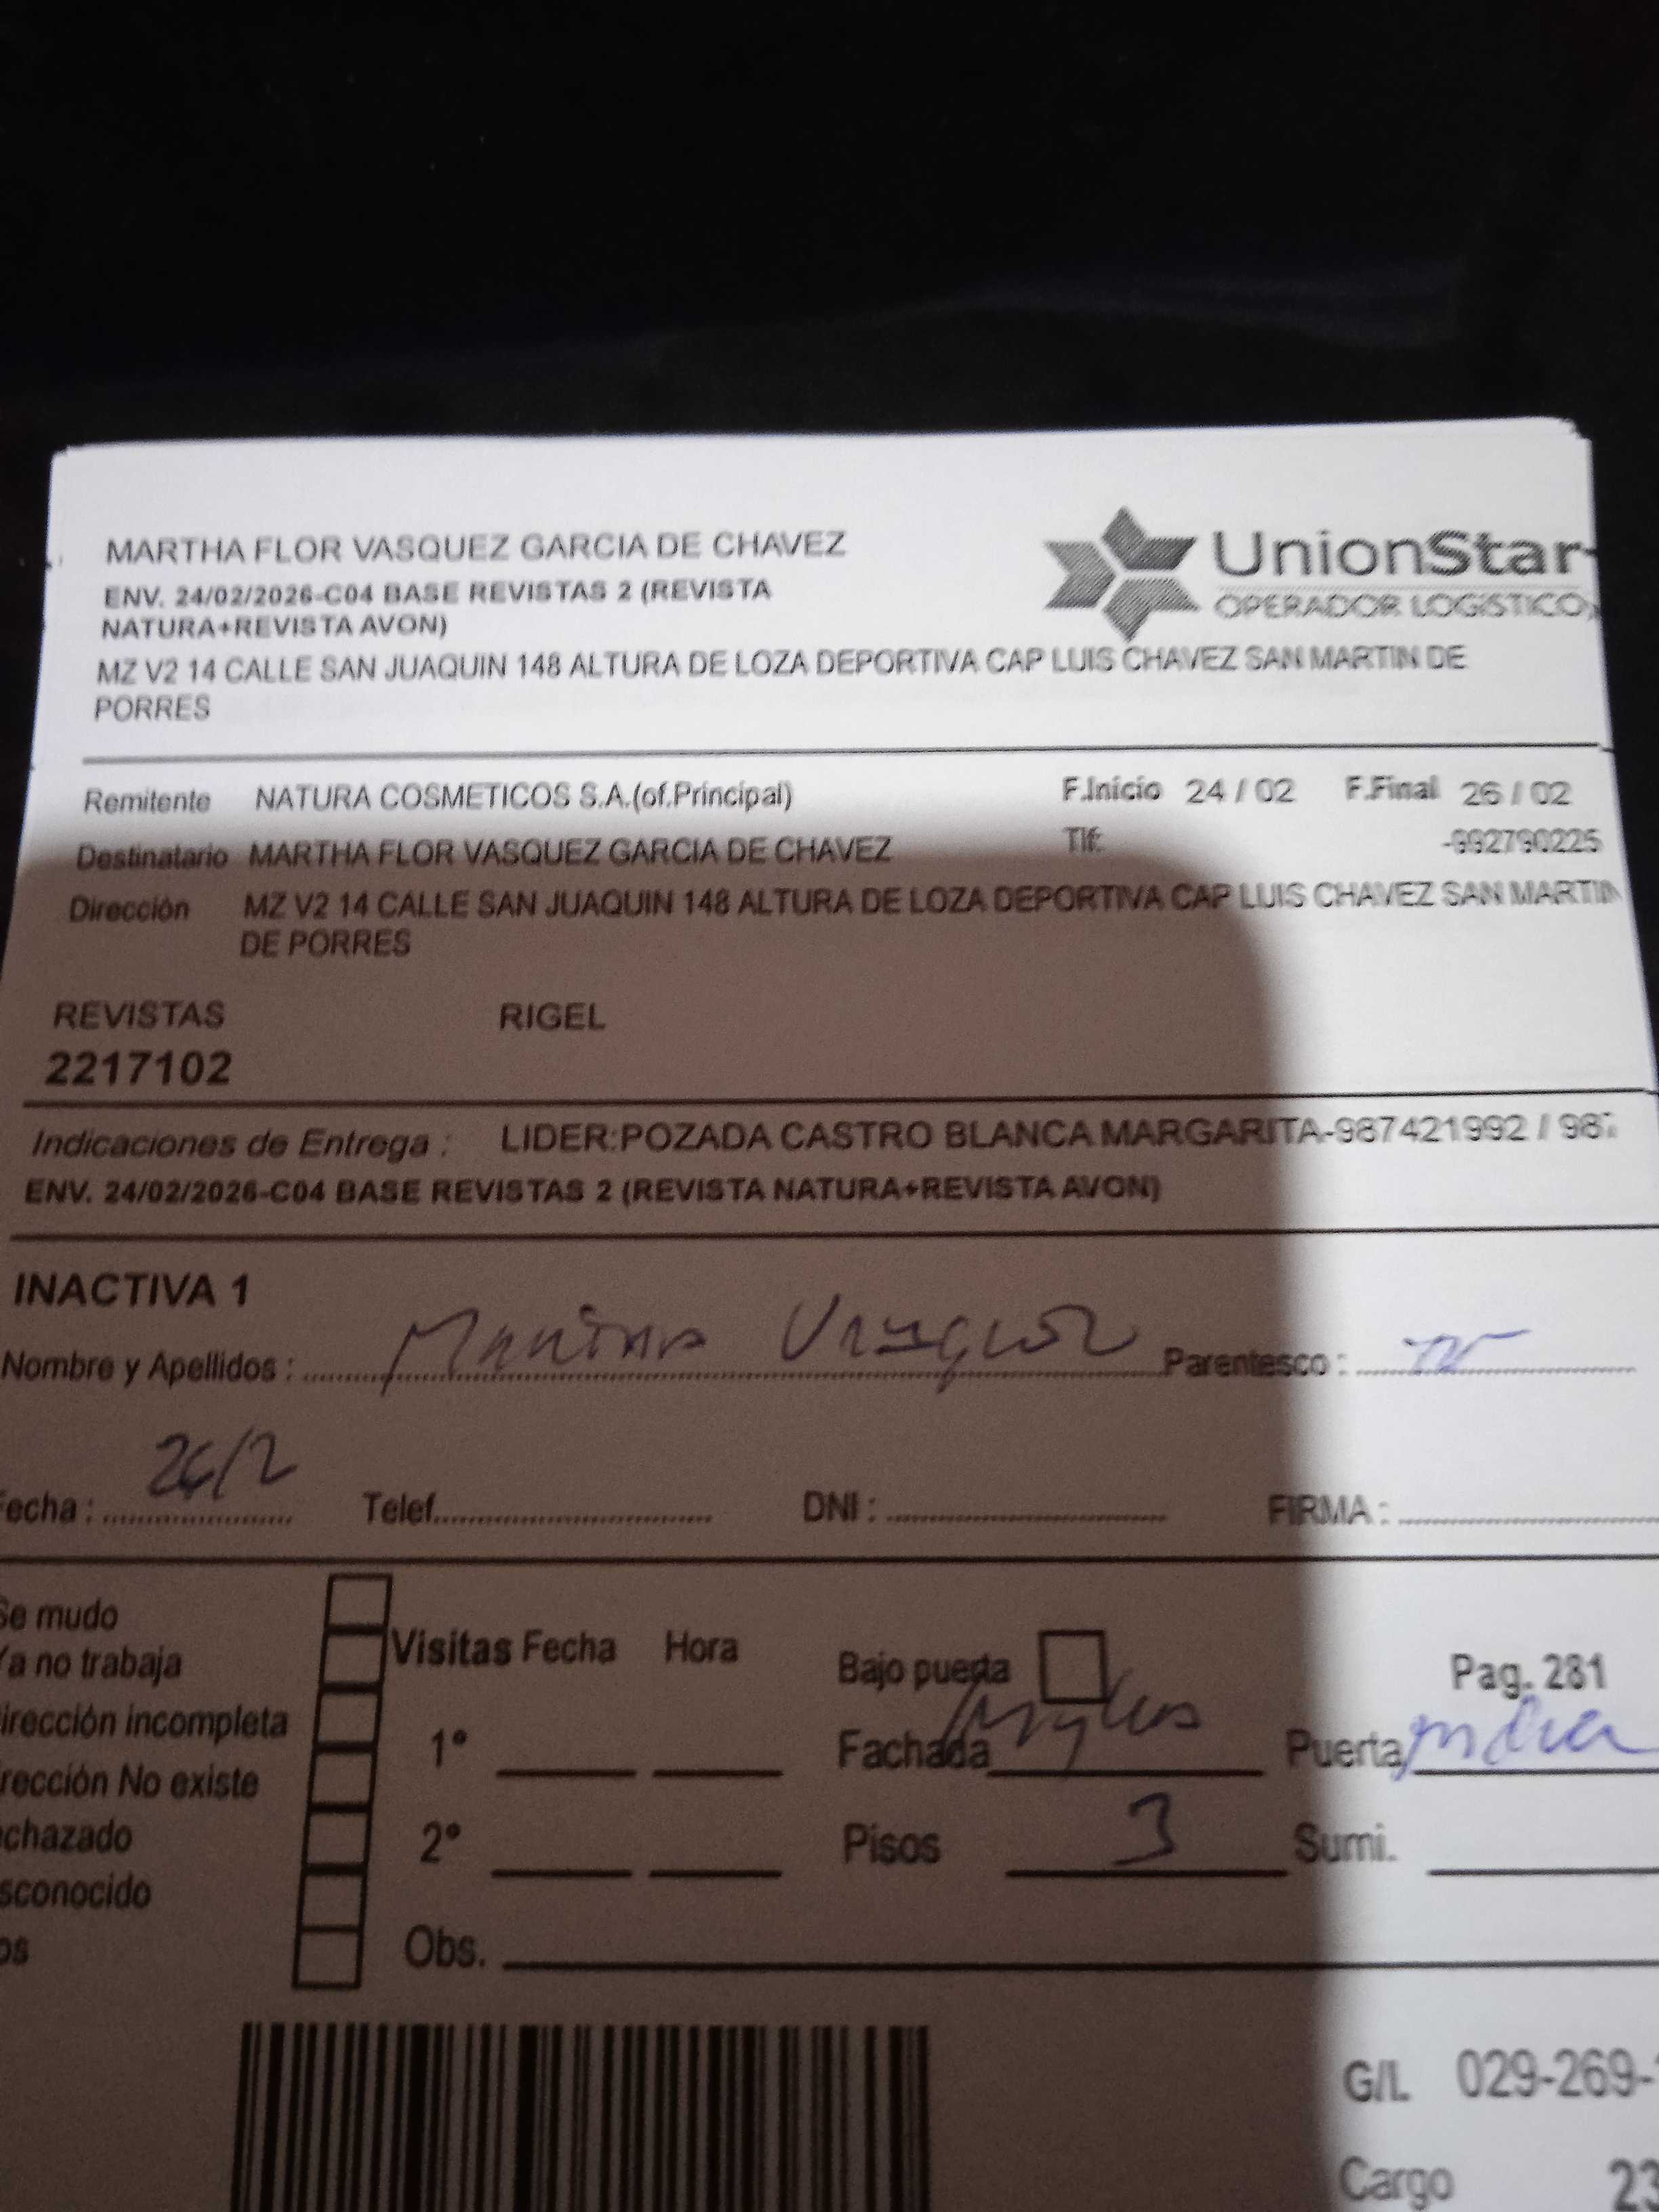 MARTHA FLOR VASQUEZ GARCIA DE CHAVEZ
ENV. 24/02/2026-C04 BASE REVISTAS 2 (REVISTA
NATURA+REVISTA AVON)
UnionStar
OPERADOR LOGISTICO
MZ V2 14 CALLE SAN JUAQUIN 148 ALTURA DE LOZA DEPORTIVA CAP LUIS CHAVEZ SAN MARTIN DE
PORRES
Remitente NATURA COSMETICOS S.A.(of.Principal) F.Inicio 24 / 02 F.Final 26 / 02
Destinatario MARTHA FLOR VASQUEZ GARCIA DE CHAVEZ Tlf: -992790225
Dirección MZ V2 14 CALLE SAN JUAQUIN 148 ALTURA DE LOZA DEPORTIVA CAP LUIS CHAVEZ SAN MARTIN
DE PORRES
REVISTAS RIGEL
2217102
Indicaciones de Entrega : LIDER:POZADA CASTRO BLANCA MARGARITA-987421992 / 98
ENV. 24/02/2026-C04 BASE REVISTAS 2 (REVISTA NATURA+REVISTA AVON)
INACTIVA 1
Nombre y Apellidos : Parentesco :
Fecha : 26/2 Telef. DNI : FIRMA :
Se mudo
Ya no trabaja
irección incompleta
rección No existe
chazado
sconocido
os
Visitas Fecha Hora
1°
2°
Obs.
Bajo puerta Pag. 281
Fachada Puerta
Pisos 3 Sumi.
G/L 029-269-
Cargo 23